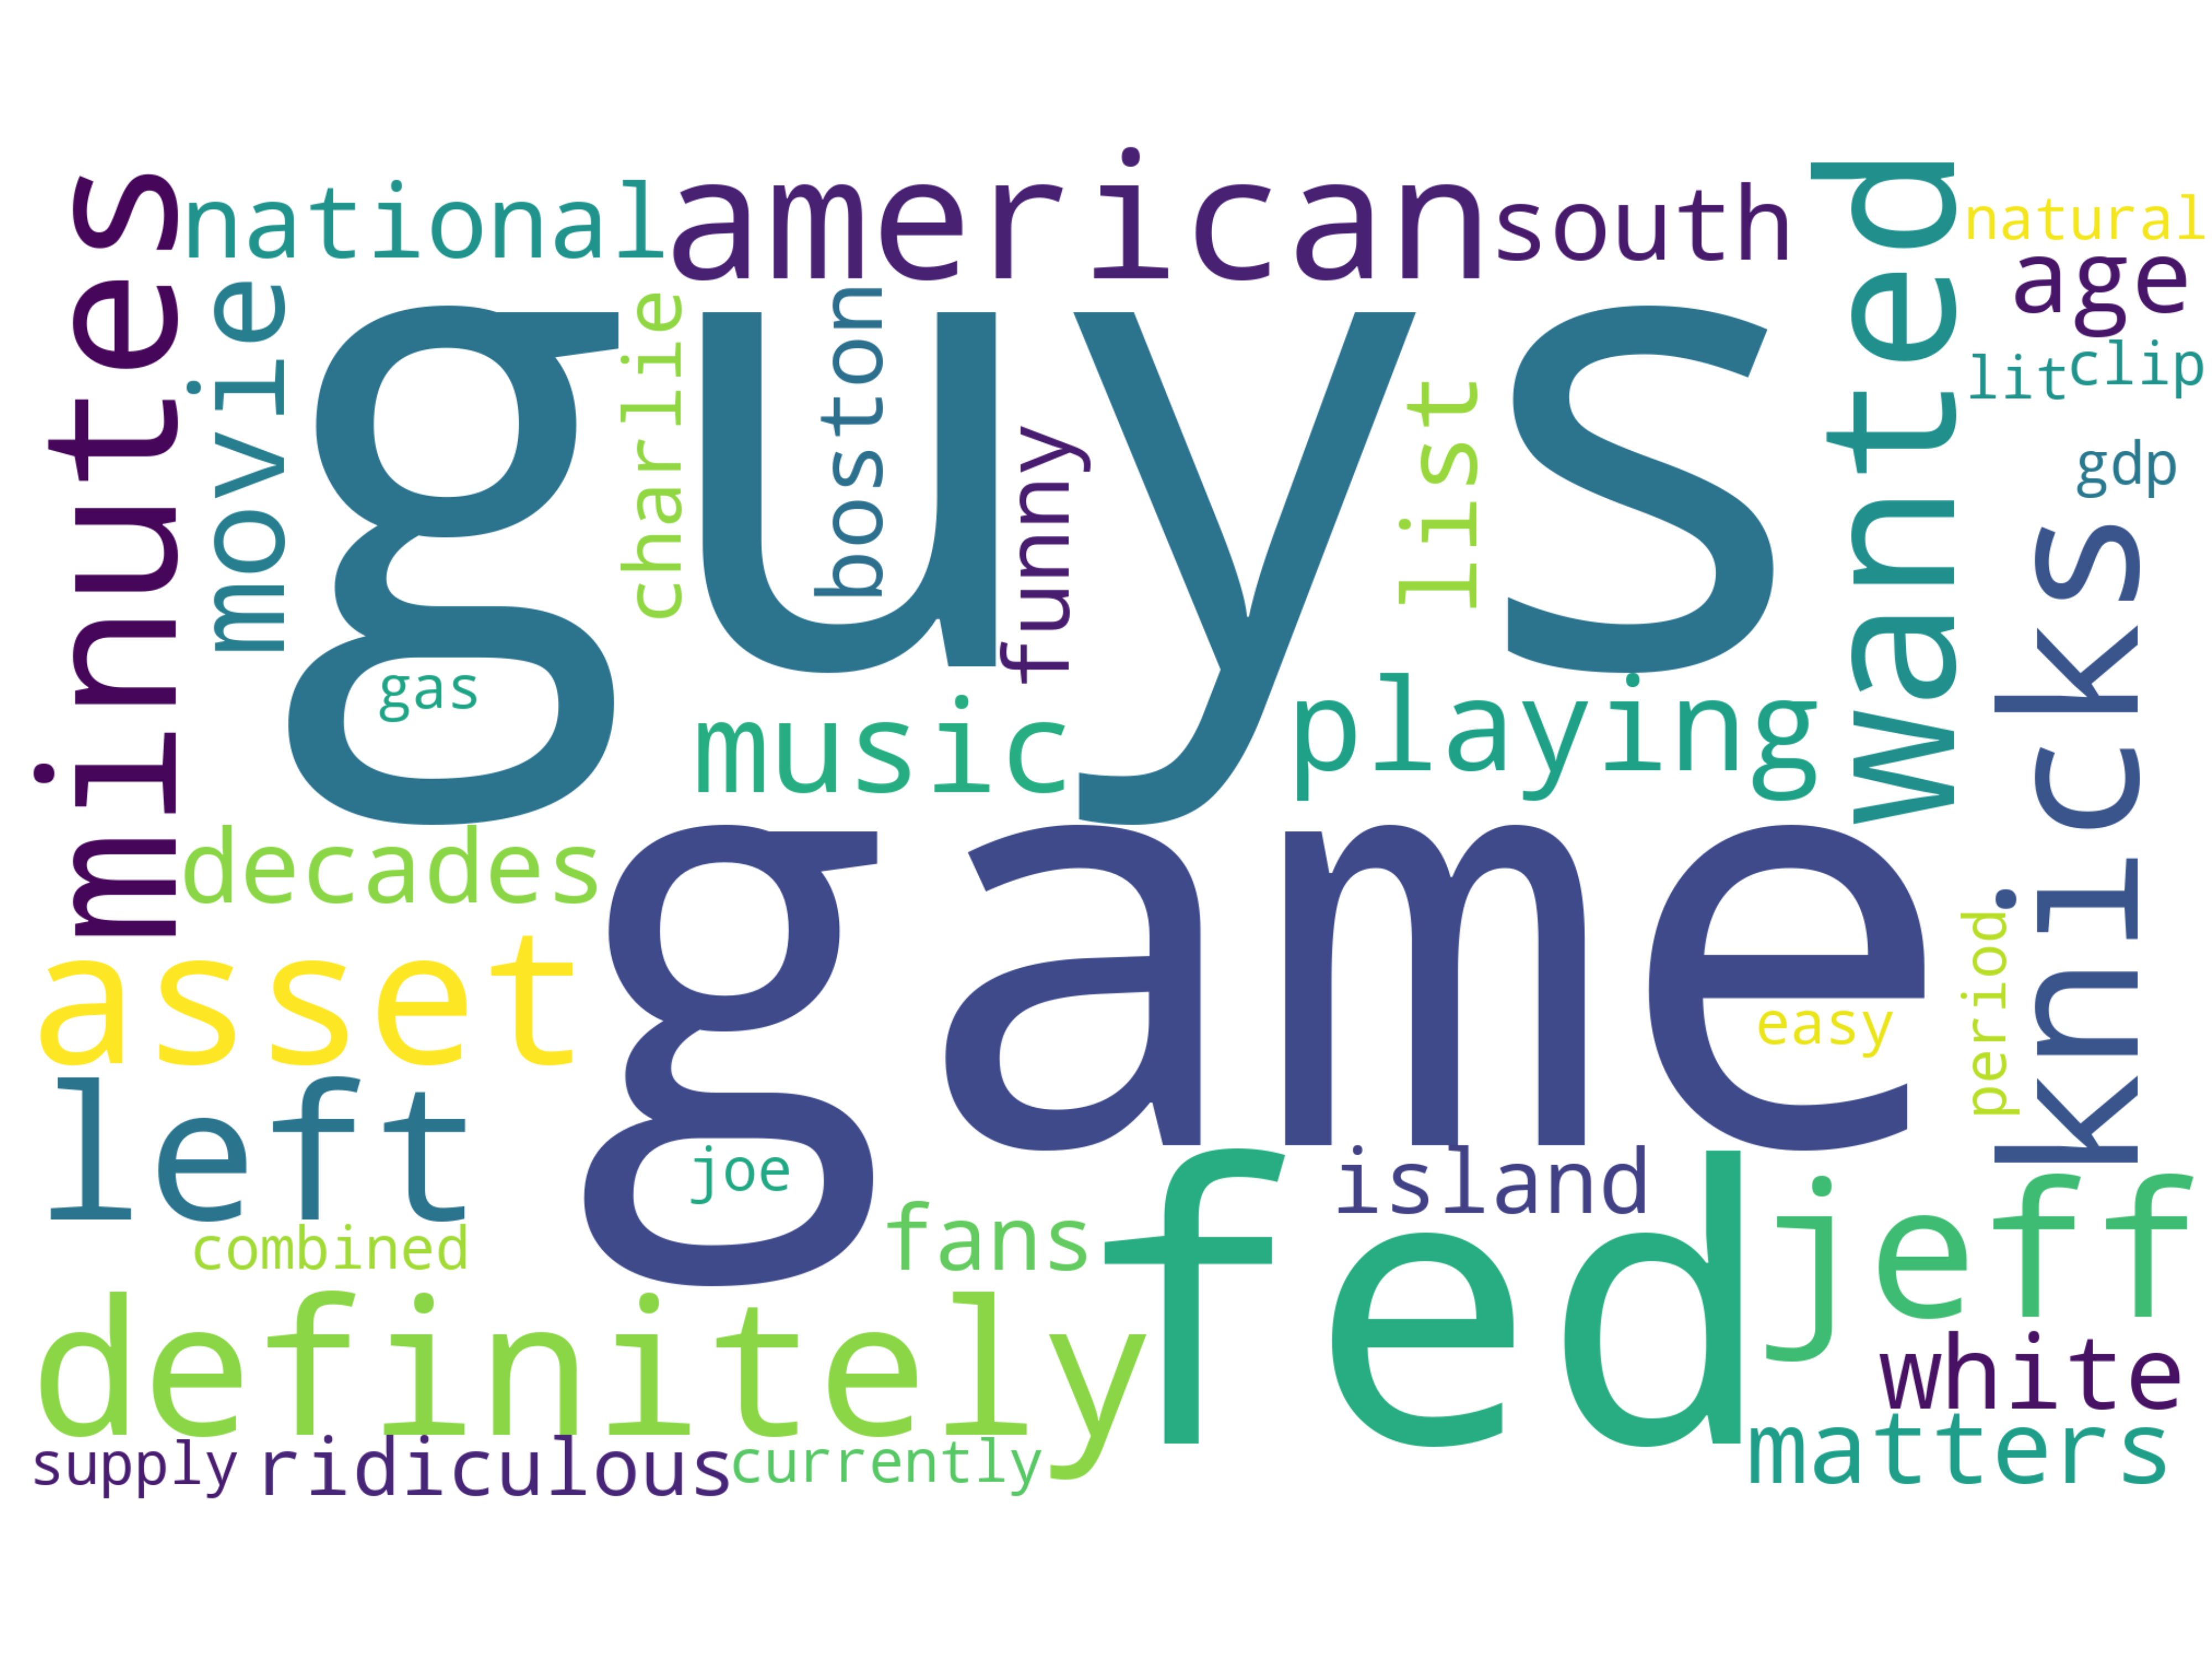 national
american
south
natural
minutes
movie
charlie
boston
funny
list
wanted
age
lit
clip
gdp
guys
knicks
gas
music
playing
decades
game
asset
easy
period
left
joe
island
fans
combined
fed
jeff
definitely
white
matters
supply
ridiculous
currently